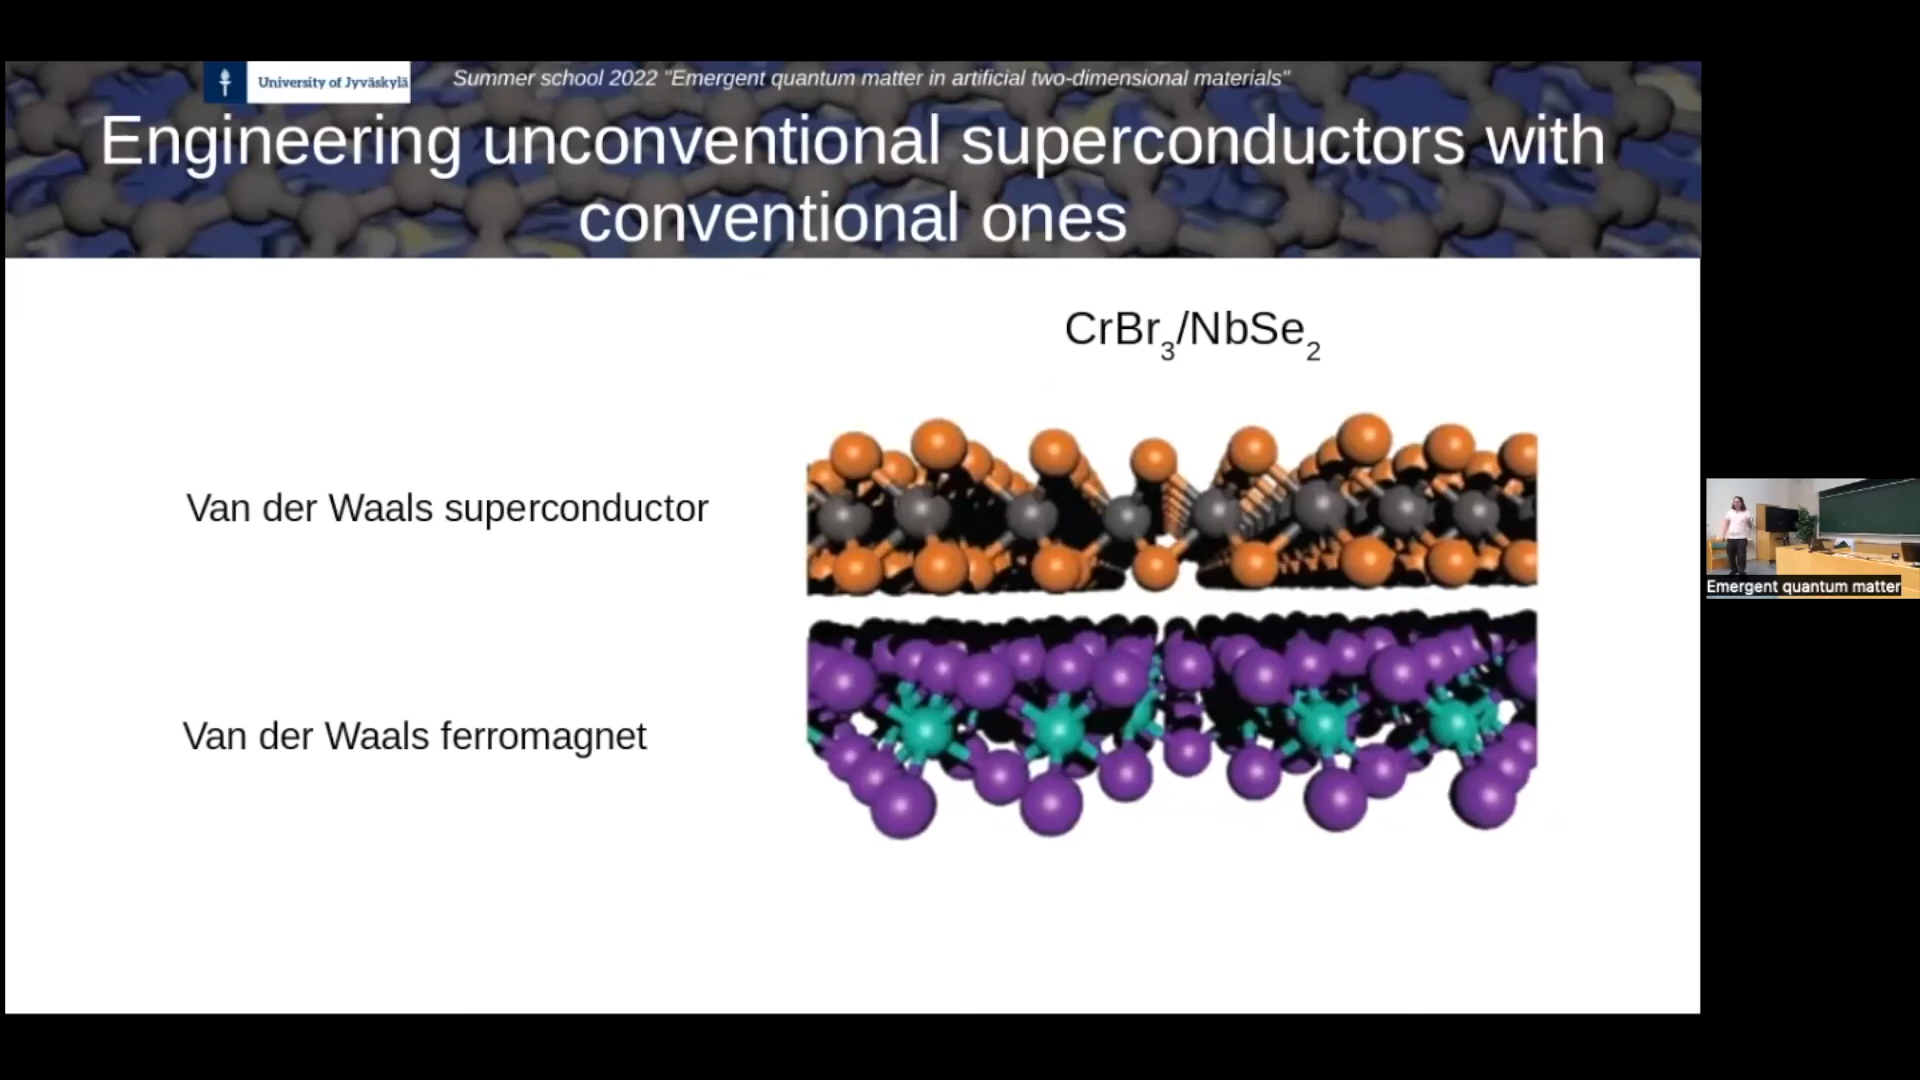 University of Jyväskylä
Summer school 2022 "Emergent quantum matter in artificial two-dimensional materials"
Engineering unconventional superconductors with
conventional ones
CrBr3/NbSe2
Van der Waals superconductor
Van der Waals ferromagnet
Emergent quantum matter